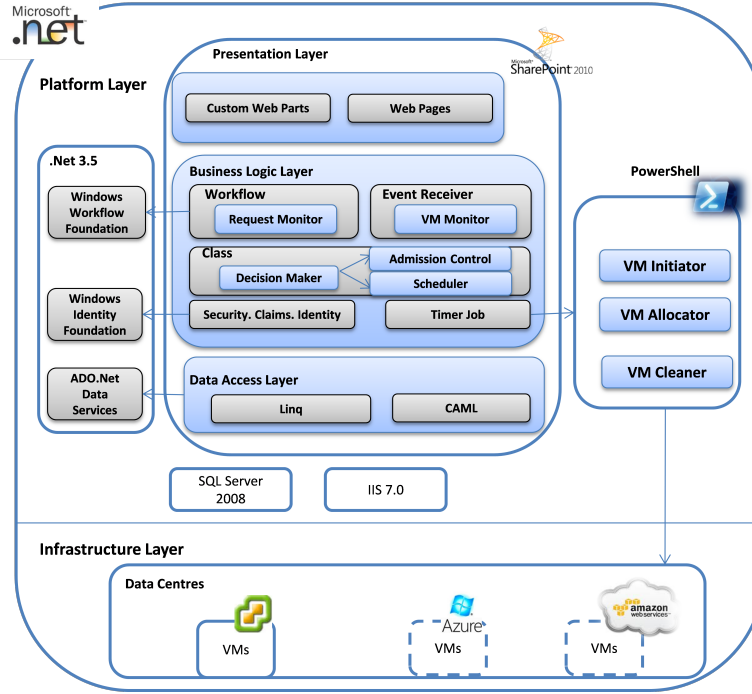 Microsoft
.net
Presentation Layer
Microsoft
SharePoint 2010
Platform Layer
Custom Web Parts
Web Pages
.Net 3.5
Business Logic Layer
PowerShell
Windows
Workflow
Foundation
Workflow
Request Monitor
Event Receiver
VM Monitor
Class
Decision Maker
Admission Control
Scheduler
VM Initiator
Windows
Identity
Foundation
Security. Claims. Identity
Timer Job
VM Allocator
ADO.Net
Data
Services
Data Access Layer
Linq
CAML
VM Cleaner
SQL Server
2008
IIS 7.0
Infrastructure Layer
Data Centres
VMs
Azure
VMs
amazon
webservices
VMs